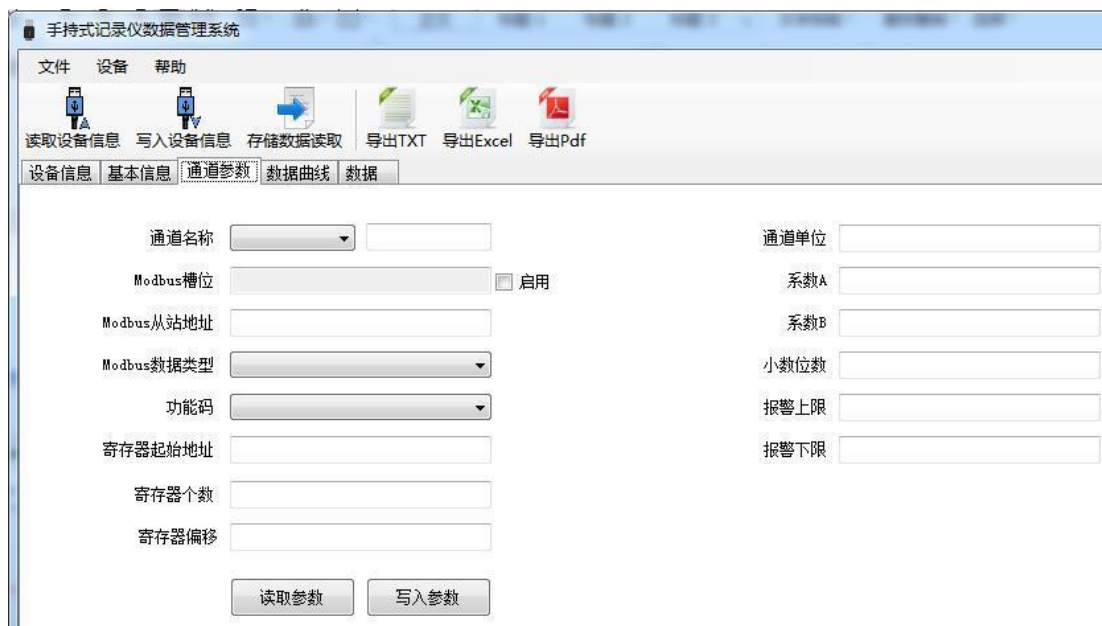 手持式记录仪数据管理系统
文件 设备 帮助
读取设备信息 写入设备信息 存储数据读取 导出TXT 导出Excel 导出Pdf
设备信息 基本信息 通道参数 数据曲线 数据
通道名称 通道单位
Modbus槽位 启用 系数A
Modbus从站地址 系数B
Modbus数据类型 小数位数
功能码 报警上限
寄存器起始地址 报警下限
寄存器个数
寄存器偏移
读取参数 写入参数